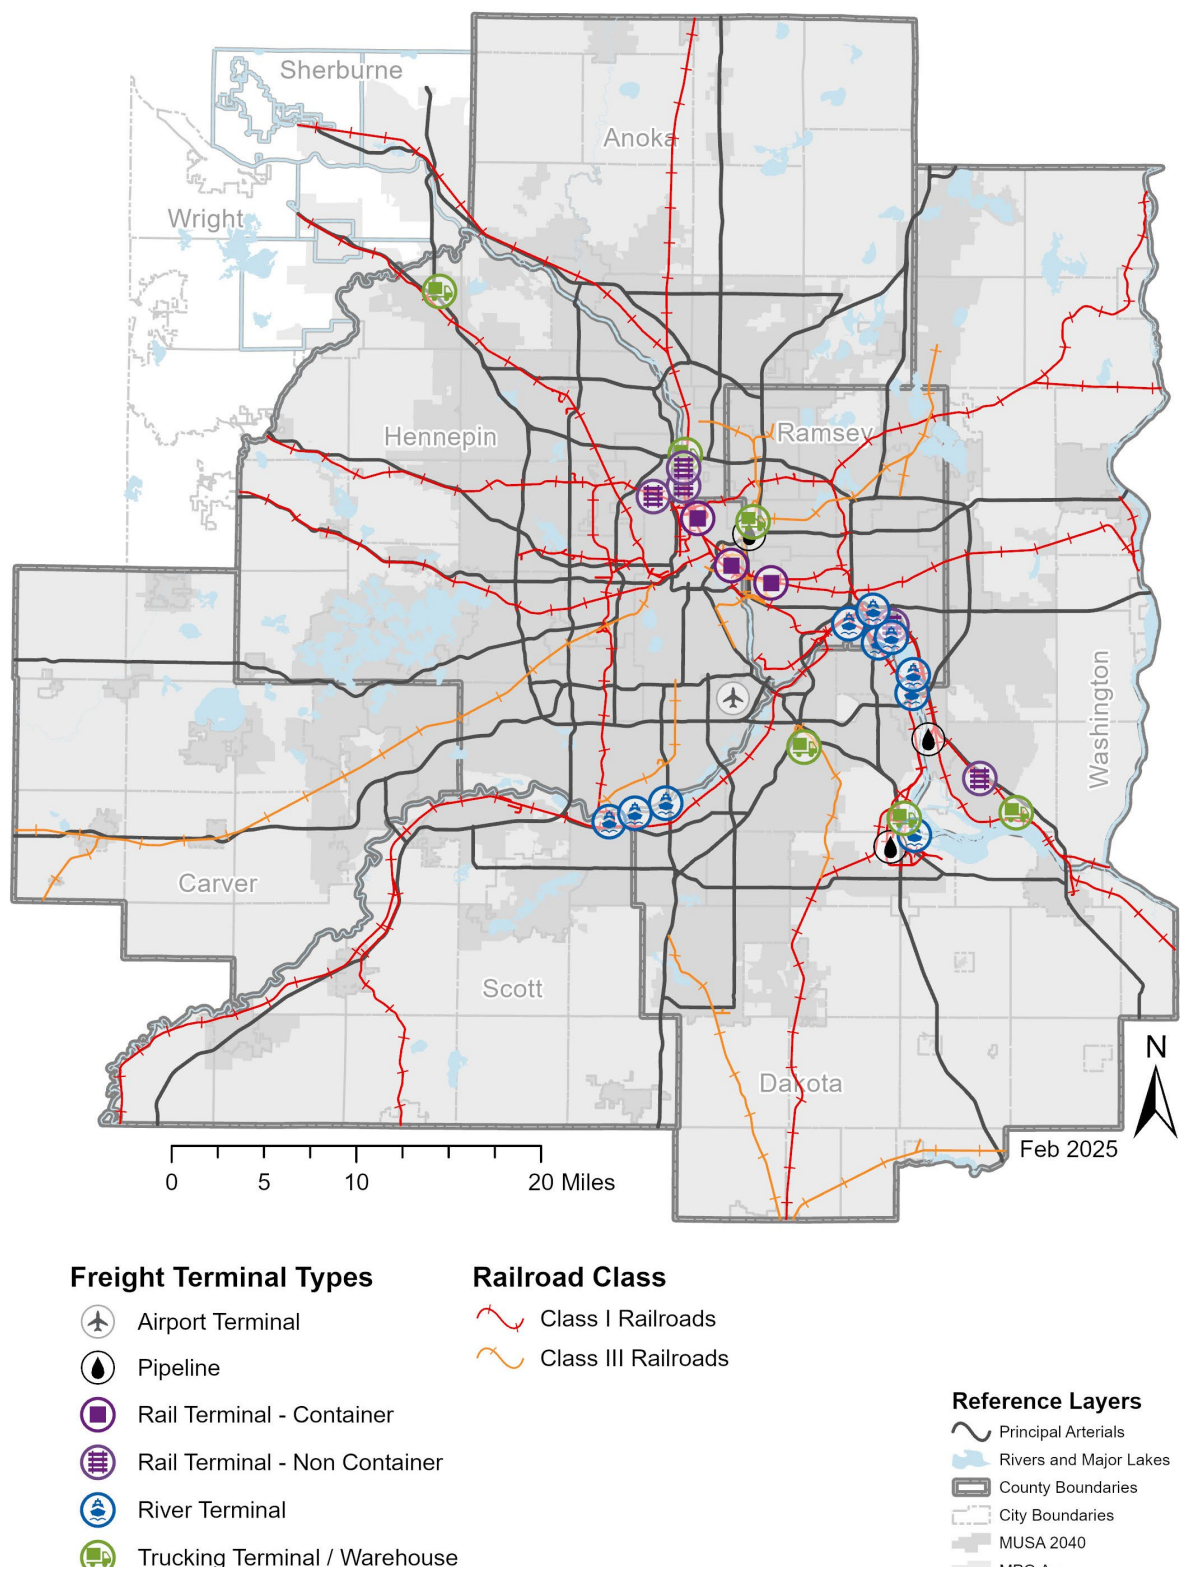 Sherburne
Anoka
Wright
Hennepin
Ramsey
Washington
Carver
Scott
Dakota
N
Feb 2025
0 5 10 20 Miles
Freight Terminal Types
Airport Terminal
Pipeline
Rail Terminal - Container
Rail Terminal - Non Container
River Terminal
Trucking Terminal / Warehouse
Railroad Class
Class I Railroads
Class III Railroads
Reference Layers
Principal Arterials
Rivers and Major Lakes
County Boundaries
City Boundaries
MUSA 2040